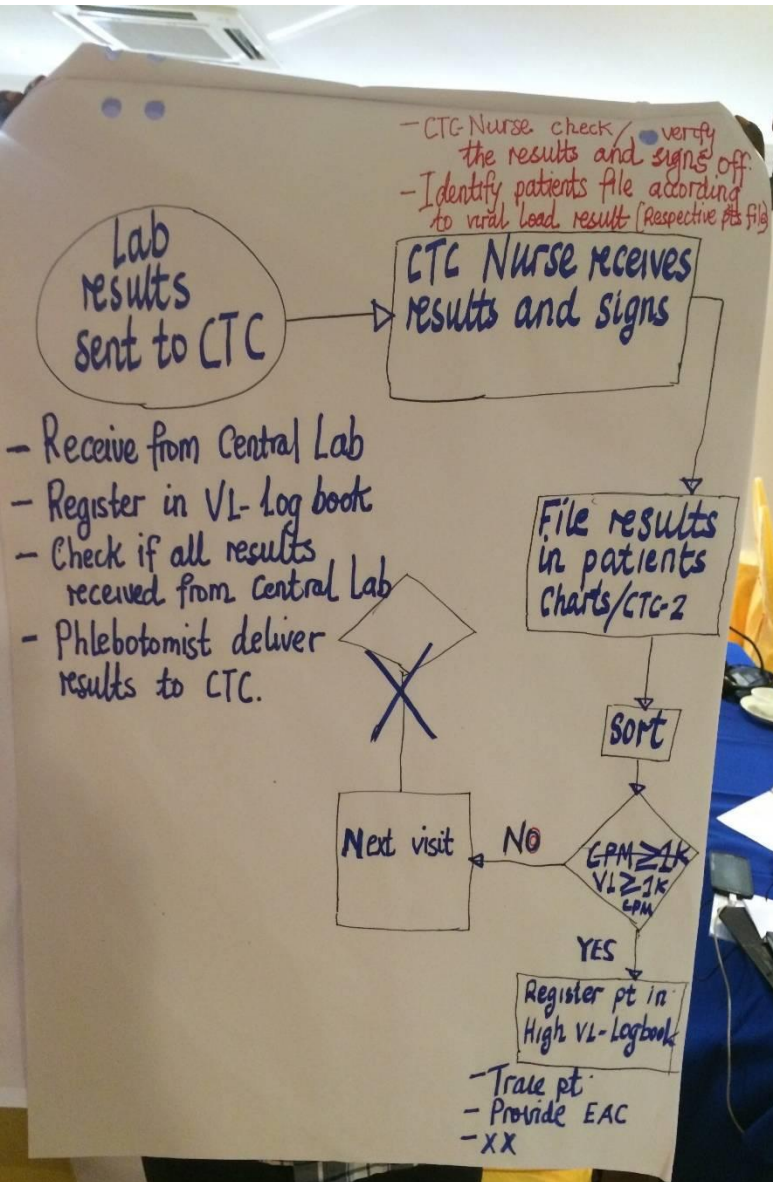 - CTC-Nurse check/verify
the results and signs off.
- Identify patients file according
to viral load result (Respective pts file)
Lab
results
sent to CTC
CTC Nurse receives
results and signs
- Receive from Central Lab
- Register in VL-Log book
- Check if all results
received from Central Lab
- Phlebotomist deliver
results to CTC.
File results
in patients
Charts/CTC-2
Sort
CPM ≥ 1K
VL ≥ 1K
CPM
NO
Next visit
YES
Register pt in
High VL-Logbook
- Trace pt.
- Provide EAC
- XX